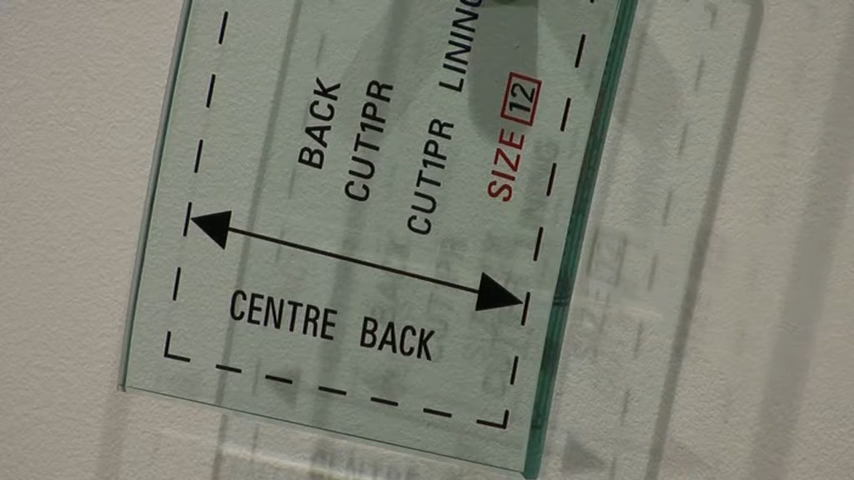 BACK
CUT1PR
CUT1PR LINING
SIZE 12
CENTRE BACK